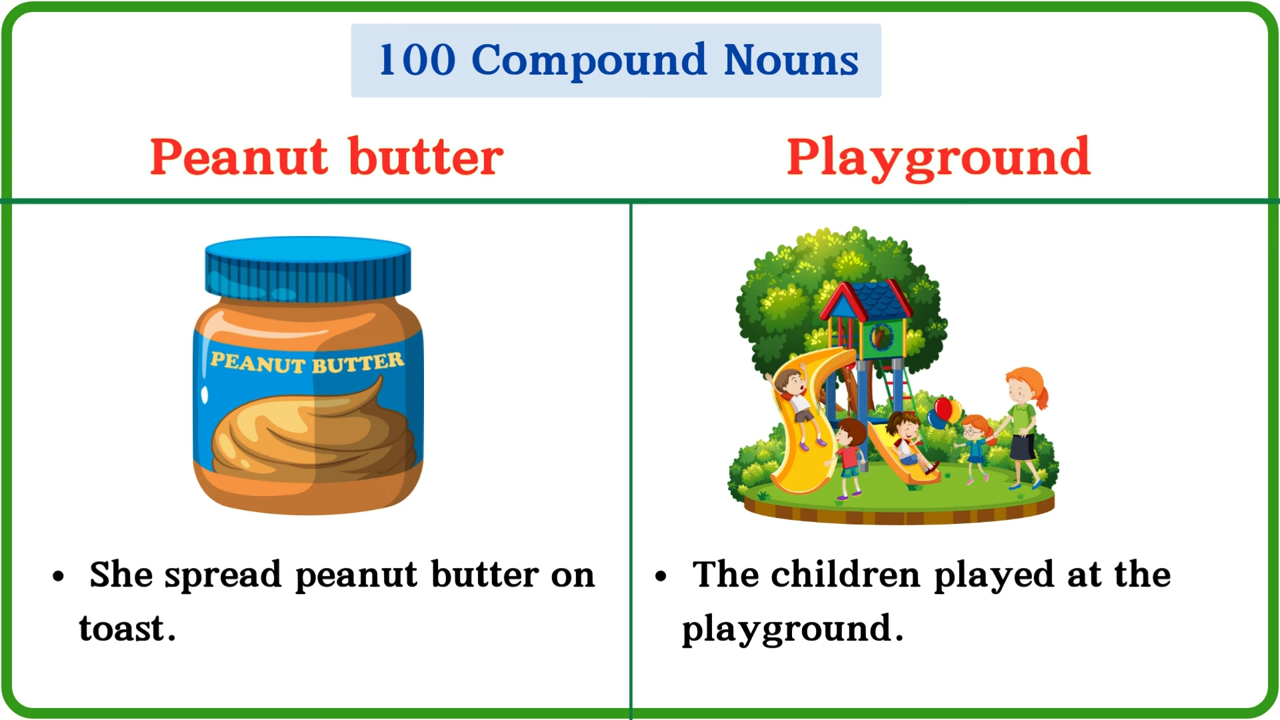 100 Compound Nouns
Peanut butter
Playground
PEANUT BUTTER
• She spread peanut butter on
toast.
• The children played at the
playground.